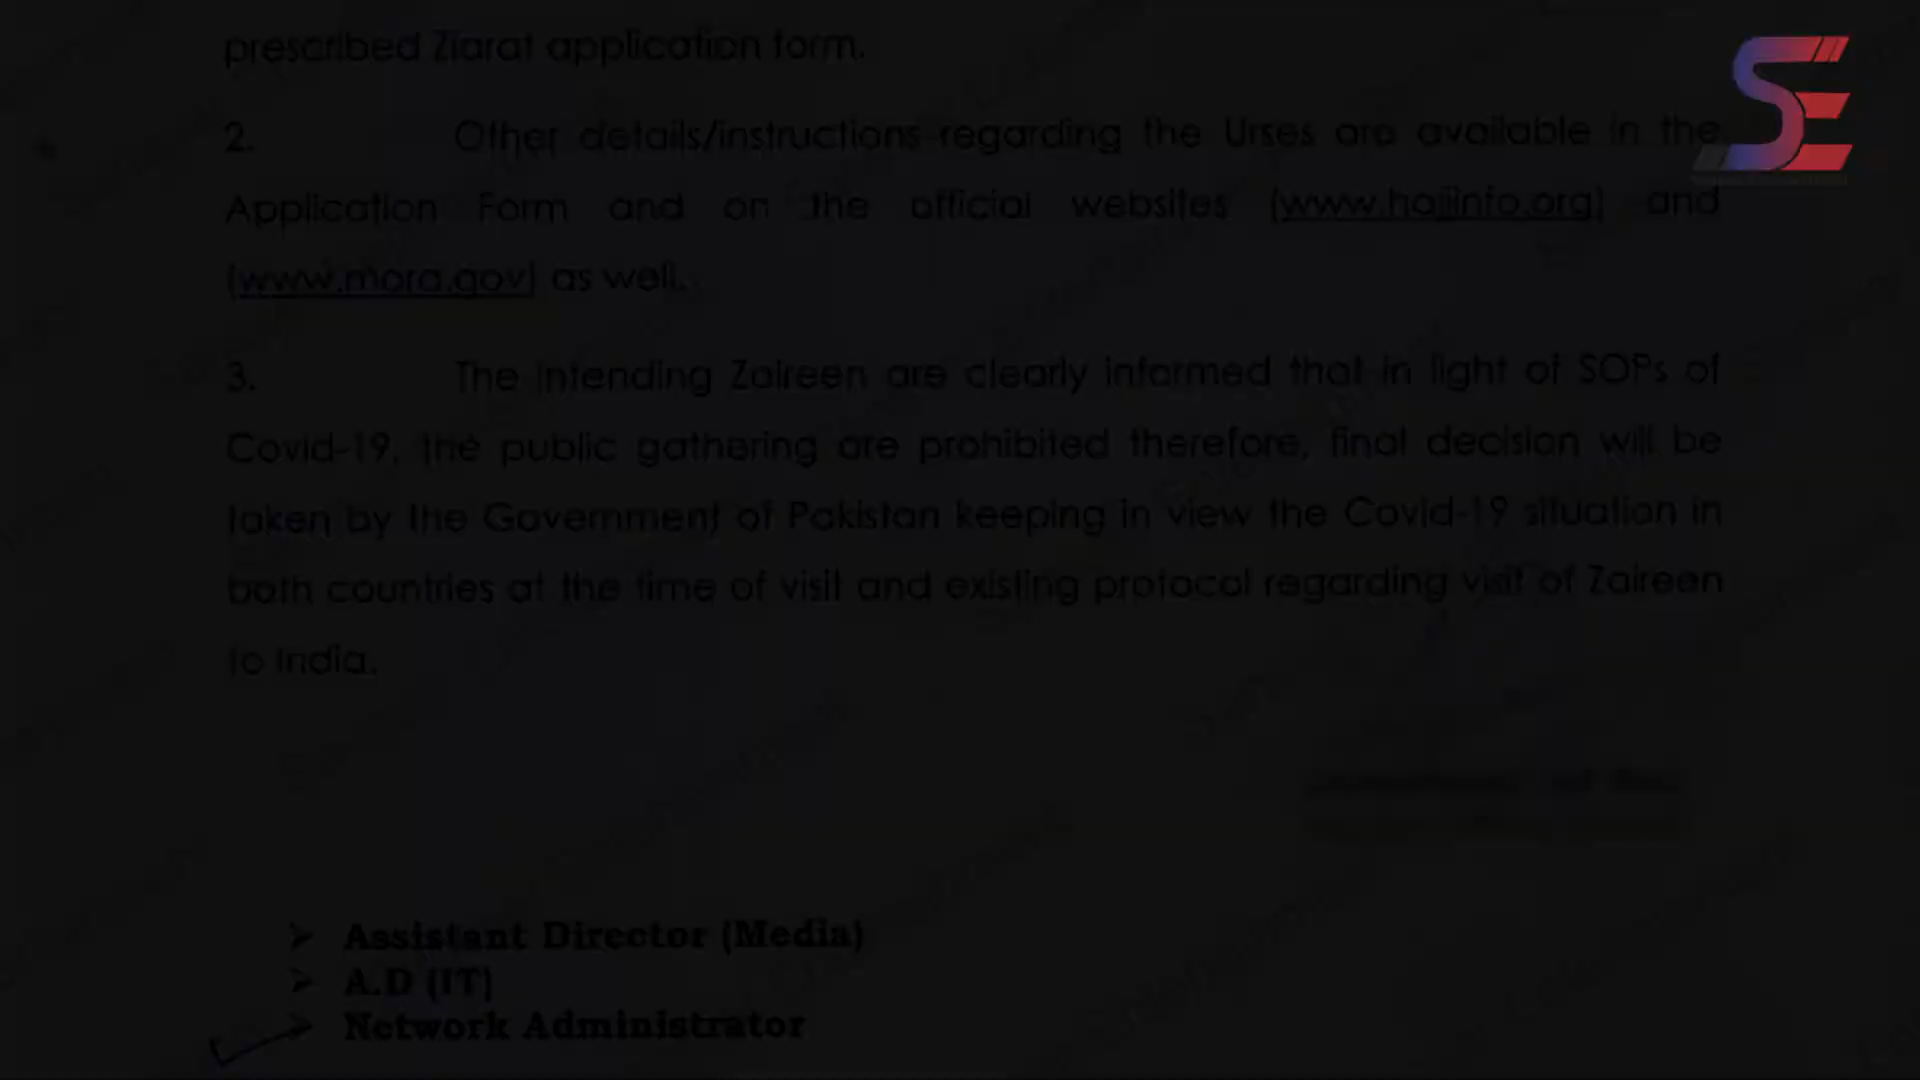 prescribed Ziarat application form.
2. Other details/instructions regarding the Urses are available in the
Application Form and on the official websites (www.hajjinfo.org) and
(www.mora.gov) as well.
3. The intending Zaireen are clearly informed that in light of SOPs of
Covid-19, the public gathering are prohibited therefore, final decision will be
taken by the Government of Pakistan keeping in view the Covid-19 situation in
both countries at the time of visit and existing protocol regarding visit of Zaireen
to India.
➢ Assistant Director (Media)
➢ A.D (IT)
➢ Network Administrator
SE